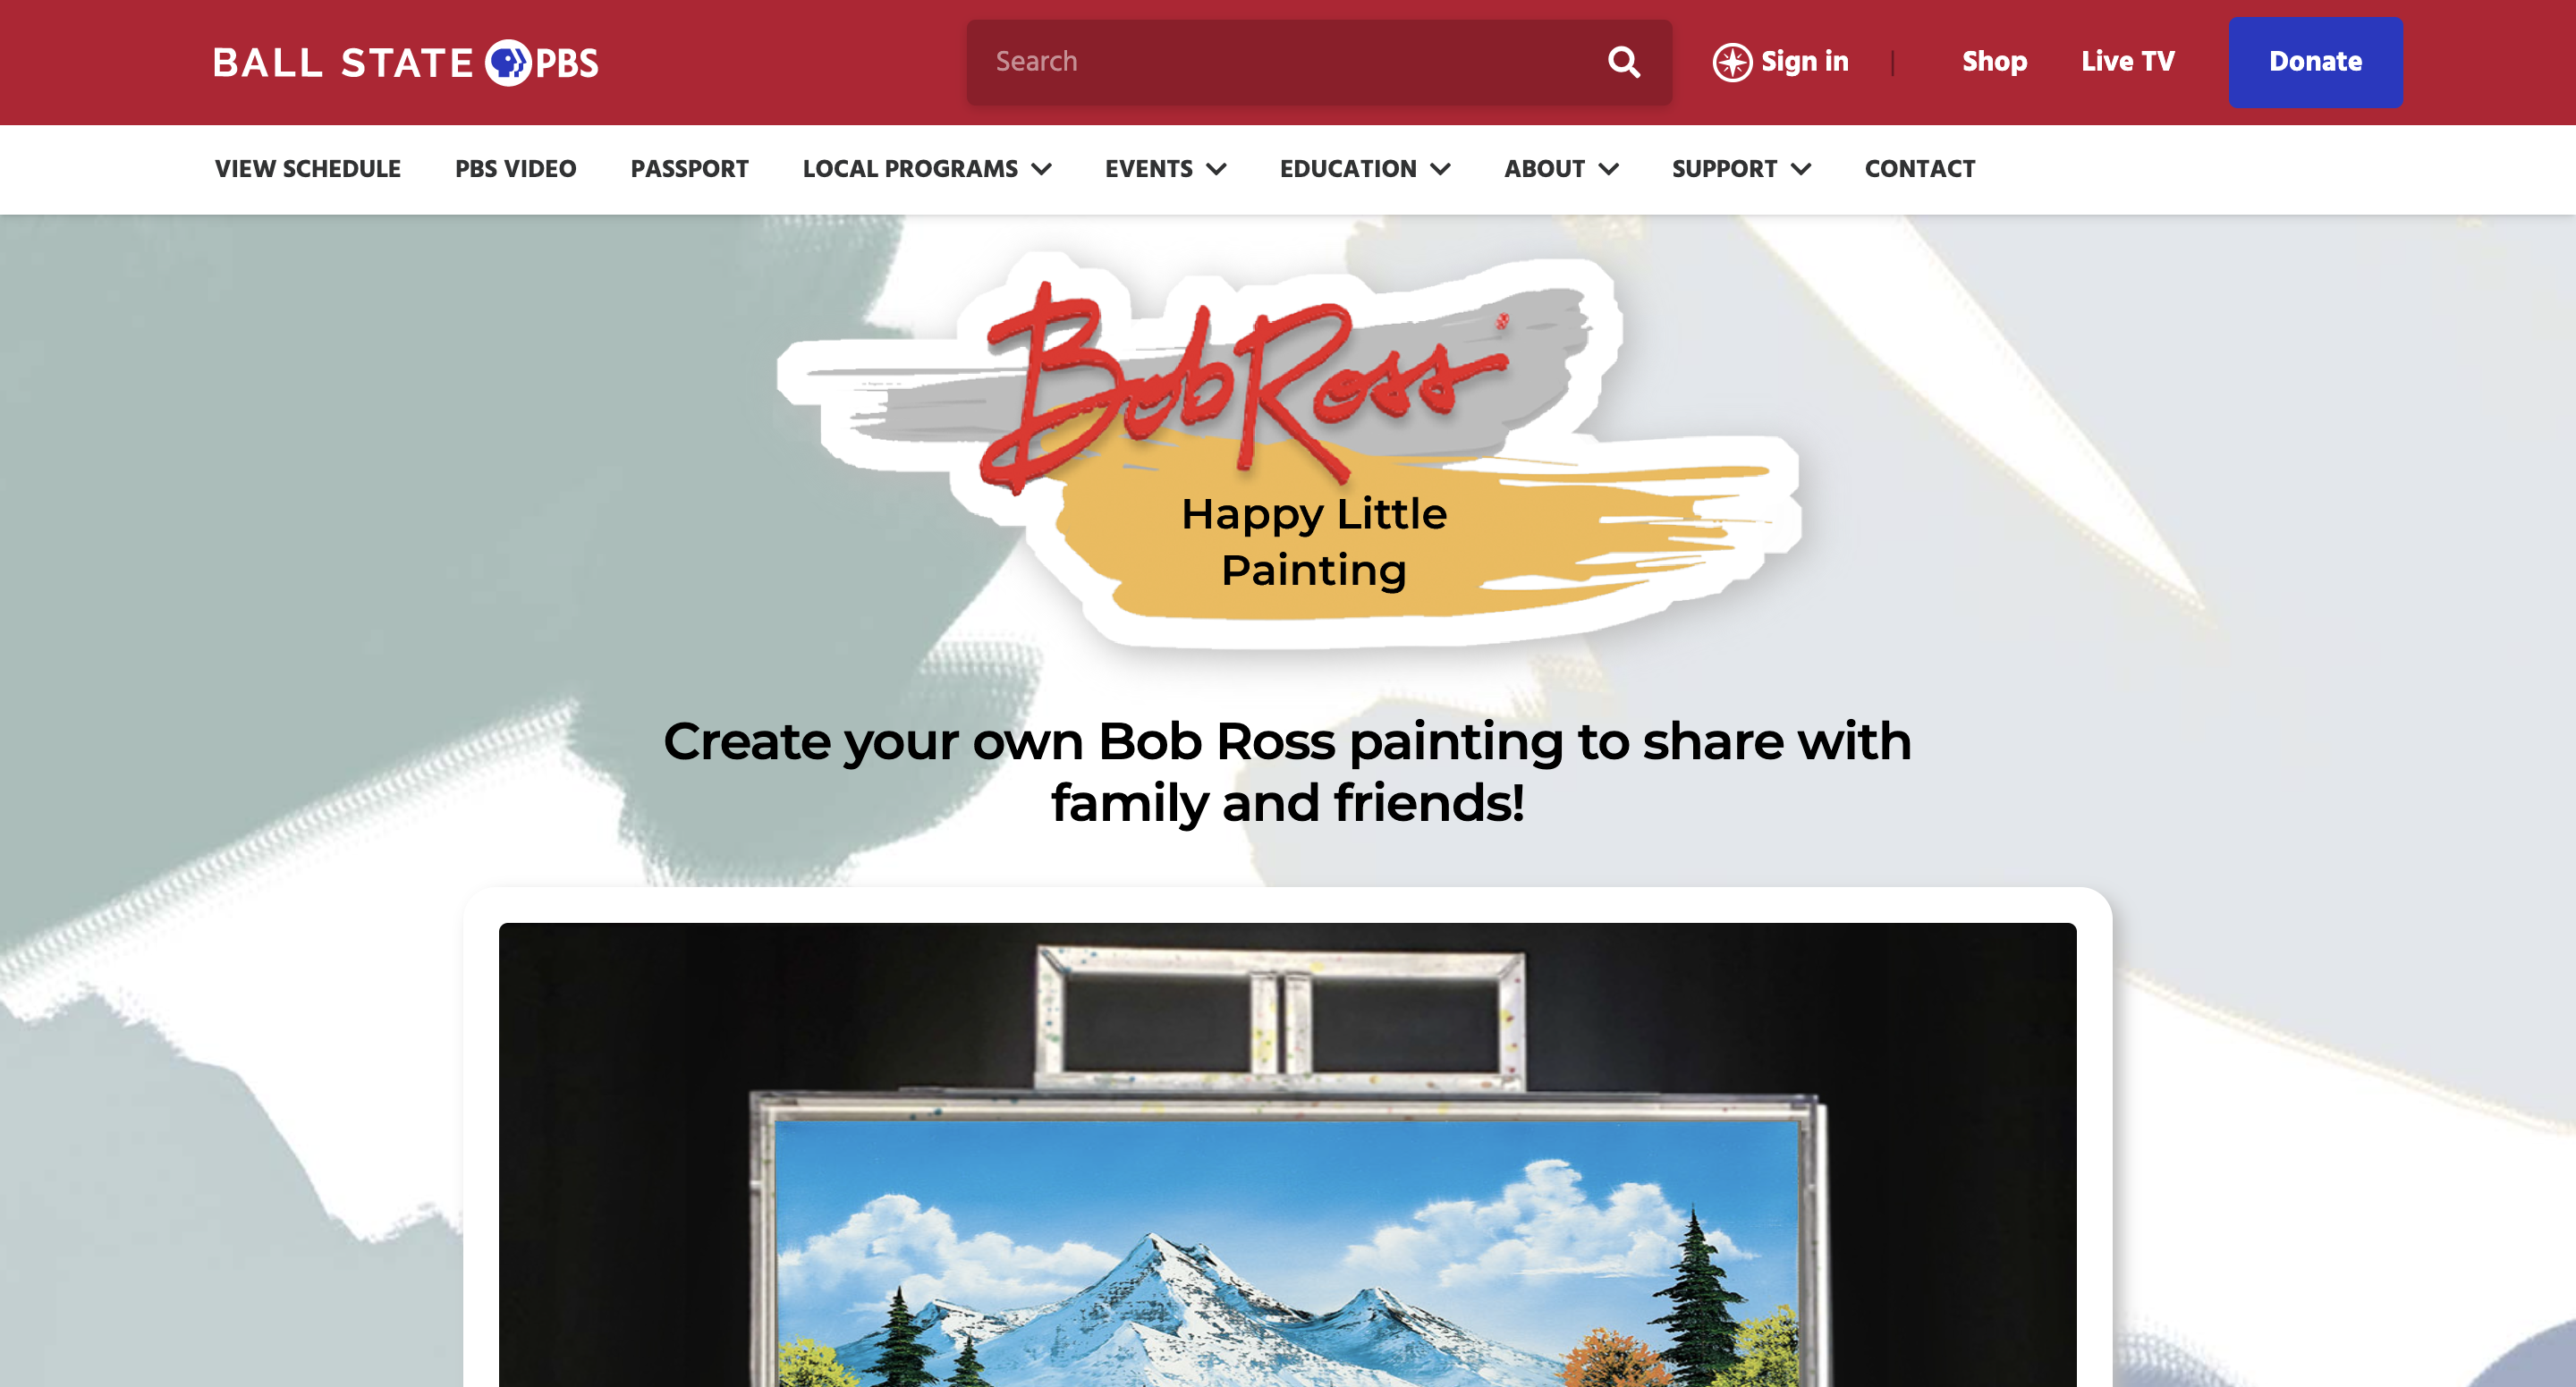 BALL STATE PBS
Search
Sign in
Shop
Live TV
Donate
VIEW SCHEDULE
PBS VIDEO
PASSPORT
LOCAL PROGRAMS
EVENTS
EDUCATION
ABOUT
SUPPORT
CONTACT
Bob Ross
Happy Little
Painting
Create your own Bob Ross painting to share with
family and friends!